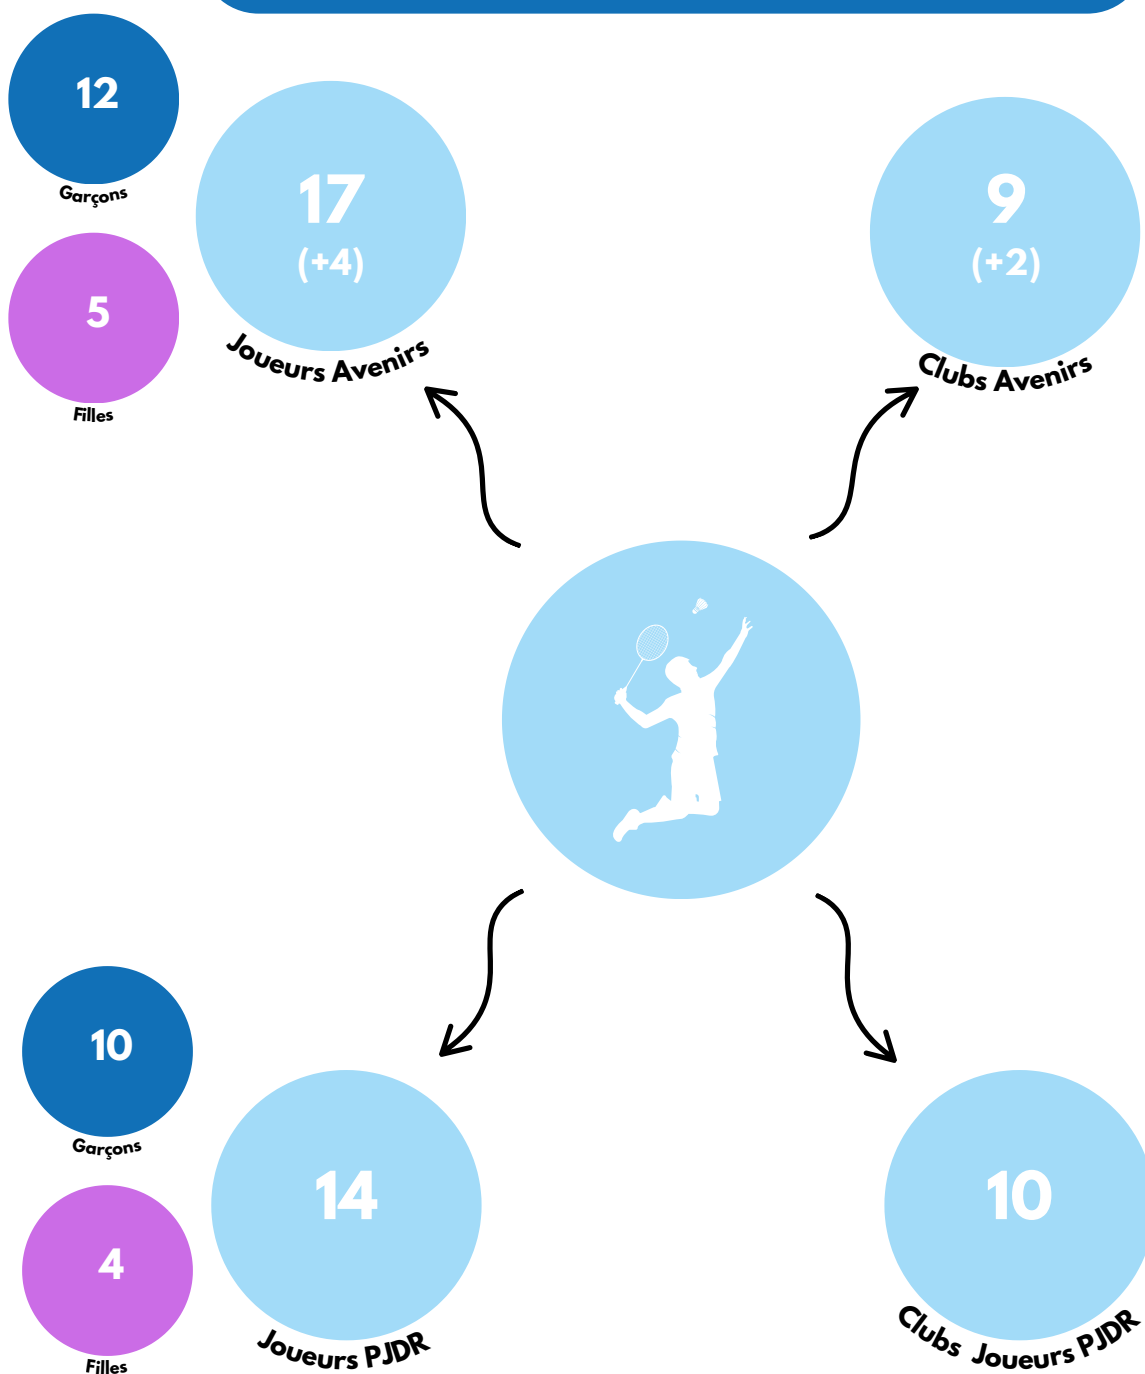 12
Garçons
5
Filles
17
(+4)
Joueurs Avenirs
9
(+2)
Clubs Avenirs
10
Garçons
4
Filles
14
Joueurs PJDR
10
Clubs Joueurs PJDR